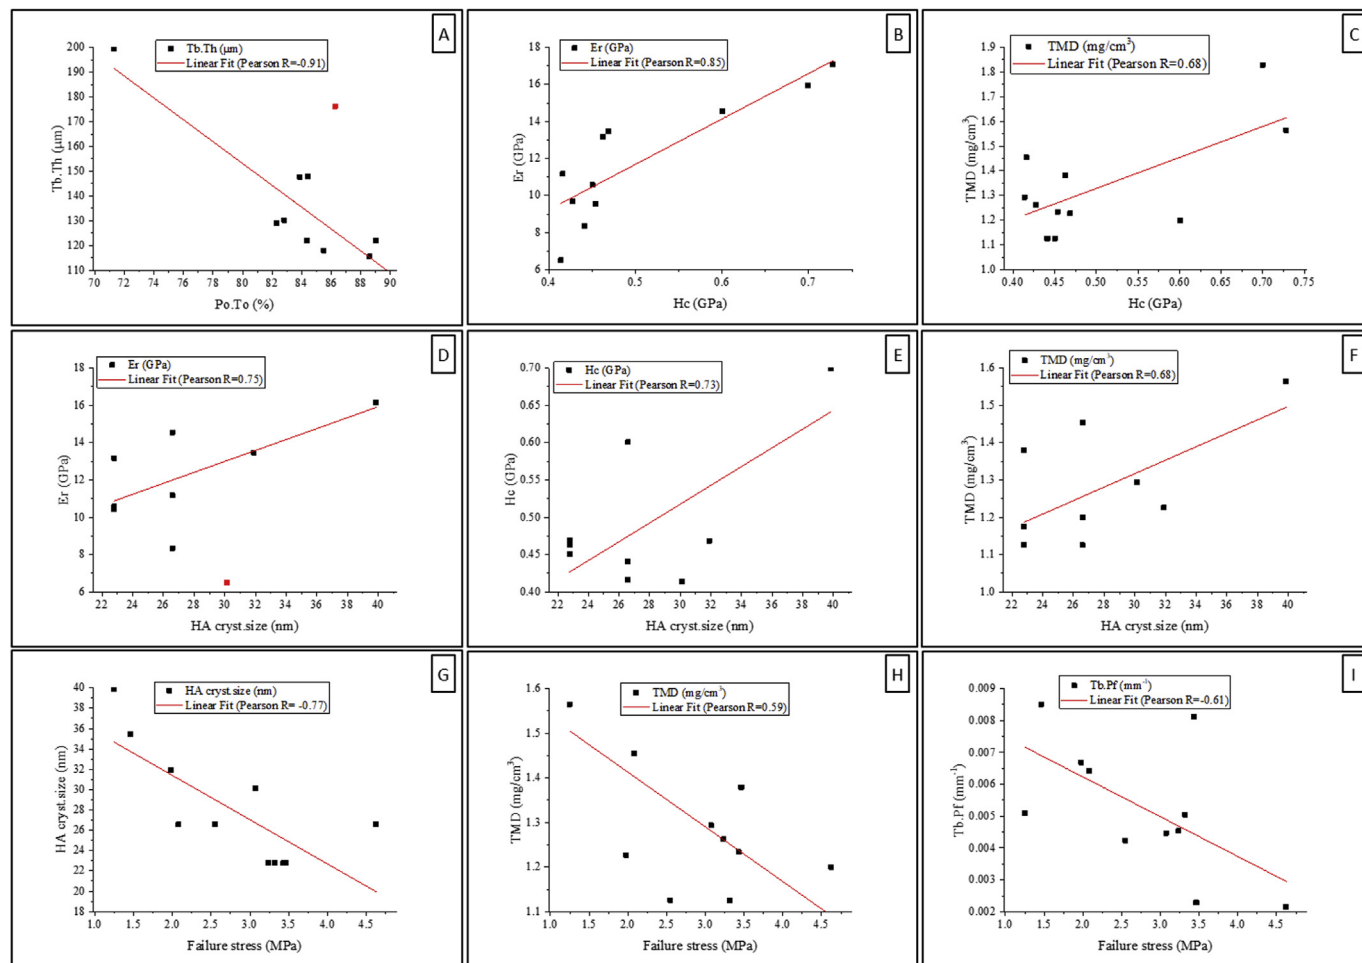 A
Tb.Th (μm)
Linear Fit (Pearson R=-0.91)
200
190
180
170
160
150
140
130
120
110
Tb.Th (μm)
70 72 74 76 78 80 82 84 86 88 90
Po.To (%)
B
Er (GPa)
Linear Fit (Pearson R=0.85)
18
16
14
12
10
8
6
Er (GPa)
0.4 0.5 0.6 0.7
Hc (GPa)
C
TMD (mg/cm³)
Linear Fit (Pearson R=0.68)
1.9
1.8
1.7
1.6
1.5
1.4
1.3
1.2
1.1
1.0
TMD (mg/cm³)
0.40 0.45 0.50 0.55 0.60 0.65 0.70 0.75
Hc (GPa)
D
Er (GPa)
Linear Fit (Pearson R=0.75)
18
16
14
12
10
8
6
Er (GPa)
22 24 26 28 30 32 34 36 38 40
HA cryst.size (nm)
E
Hc (GPa)
Linear Fit (Pearson R=0.73)
0.70
0.60
0.55
0.50
0.45
0.40
Hc (GPa)
22 24 26 28 30 32 34 36 38 40
HA cryst.size (nm)
F
TMD (mg/cm³)
Linear Fit (Pearson R=0.68)
1.6
1.5
1.4
1.3
1.2
1.1
1.0
TMD (mg/cm³)
22 24 26 28 30 32 34 36 38 40
HA cryst.size (nm)
G
HA cryst.size (nm)
Linear Fit (Pearson R= -0.77)
40
38
36
34
32
30
28
26
24
22
20
18
HA cryst.size (nm)
1.0 1.5 2.0 2.5 3.0 3.5 4.0 4.5
Failure stress (MPa)
H
TMD (mg/cm³)
Linear Fit (Pearson R=0.59)
1.6
1.5
1.4
1.3
1.2
1.1
TMD (mg/cm³)
1.0 1.5 2.0 2.5 3.0 3.5 4.0 4.5
Failure stress (MPa)
I
Tb.Pf (mm⁻¹)
Linear Fit (Pearson R=-0.61)
0.009
0.008
0.007
0.006
0.005
0.004
0.003
0.002
Tb.Pf (mm⁻¹)
1.0 1.5 2.0 2.5 3.0 3.5 4.0 4.5
Failure stress (MPa)